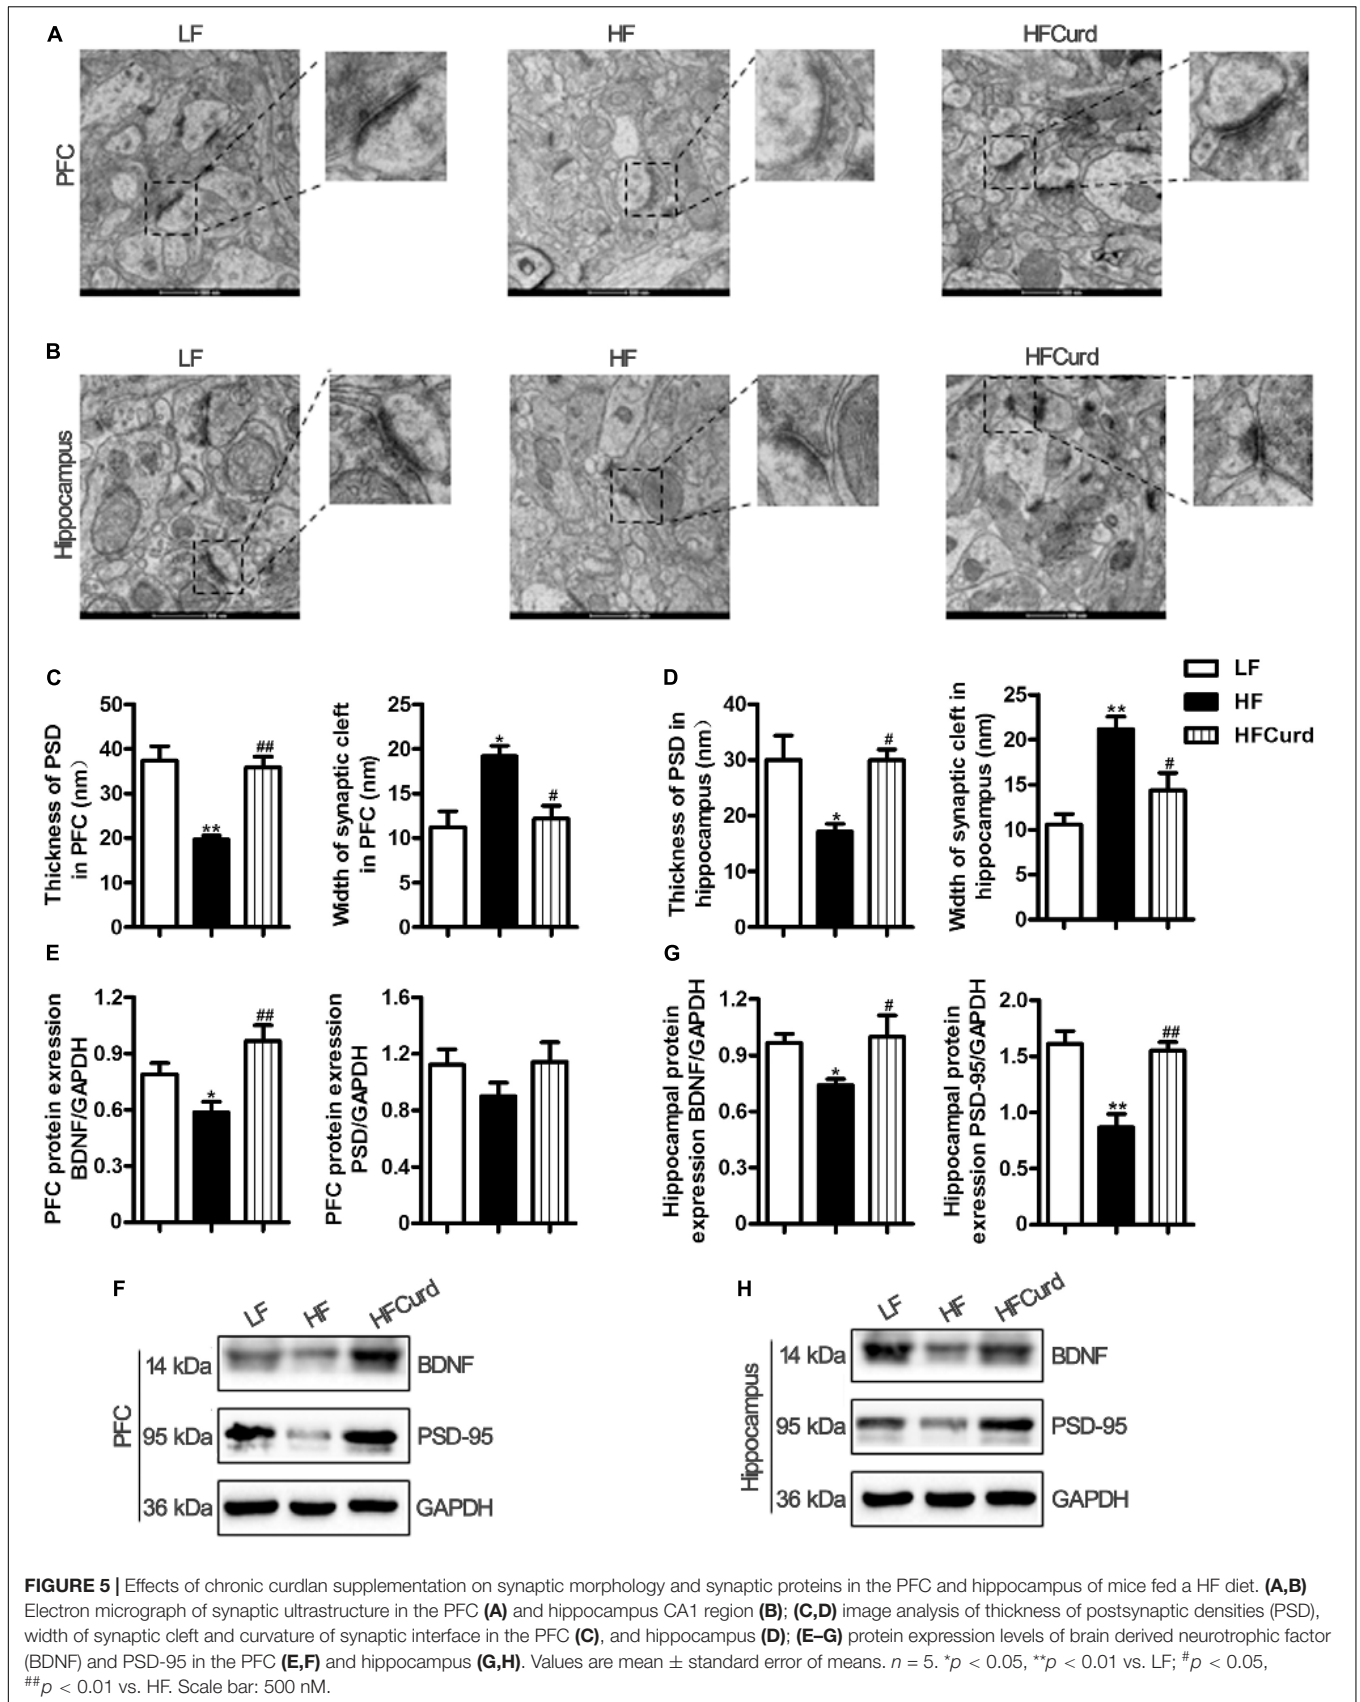 A
LF
HF
HFCurd
PFC
B
LF
HF
HFCurd
Hippocampus
C
Thickness of PSD
in PFC (nm)
50
40
30
20
10
0
**
##
Width of synaptic cleft
in PFC (nm)
25
20
15
10
5
0
*
#
D
Thickness of PSD in
hippocampus (nm)
40
30
20
10
0
*
#
Width of synaptic cleft in
hippocampus (nm)
25
20
15
10
5
0
**
#
LF
HF
HFCurd
E
PFC protein exression
BDNF/GAPDH
1.2
0.9
0.6
0.3
0
*
##
PFC protein exression
PSD/GAPDH
1.6
1.2
0.8
0.4
0
G
Hippocampal protein
expression BDNF/GAPDH
1.2
0.9
0.6
0.3
0
*
#
Hippocampal protein
exression PSD-95/GAPDH
2.0
1.5
1.0
0.5
0
**
##
F
LF HF HFCurd
PFC
14 kDa BDNF
95 kDa PSD-95
36 kDa GAPDH
H
LF HF HFCurd
Hippocampus
14 kDa BDNF
95 kDa PSD-95
36 kDa GAPDH
FIGURE 5 | Effects of chronic curdlan supplementation on synaptic morphology and synaptic proteins in the PFC and hippocampus of mice fed a HF diet. (A,B)
Electron micrograph of synaptic ultrastructure in the PFC (A) and hippocampus CA1 region (B); (C,D) image analysis of thickness of postsynaptic densities (PSD),
width of synaptic cleft and curvature of synaptic interface in the PFC (C), and hippocampus (D); (E–G) protein expression levels of brain derived neurotrophic factor
(BDNF) and PSD-95 in the PFC (E,F) and hippocampus (G,H). Values are mean ± standard error of means. n = 5. *p < 0.05, **p < 0.01 vs. LF; #p < 0.05,
##p < 0.01 vs. HF. Scale bar: 500 nM.